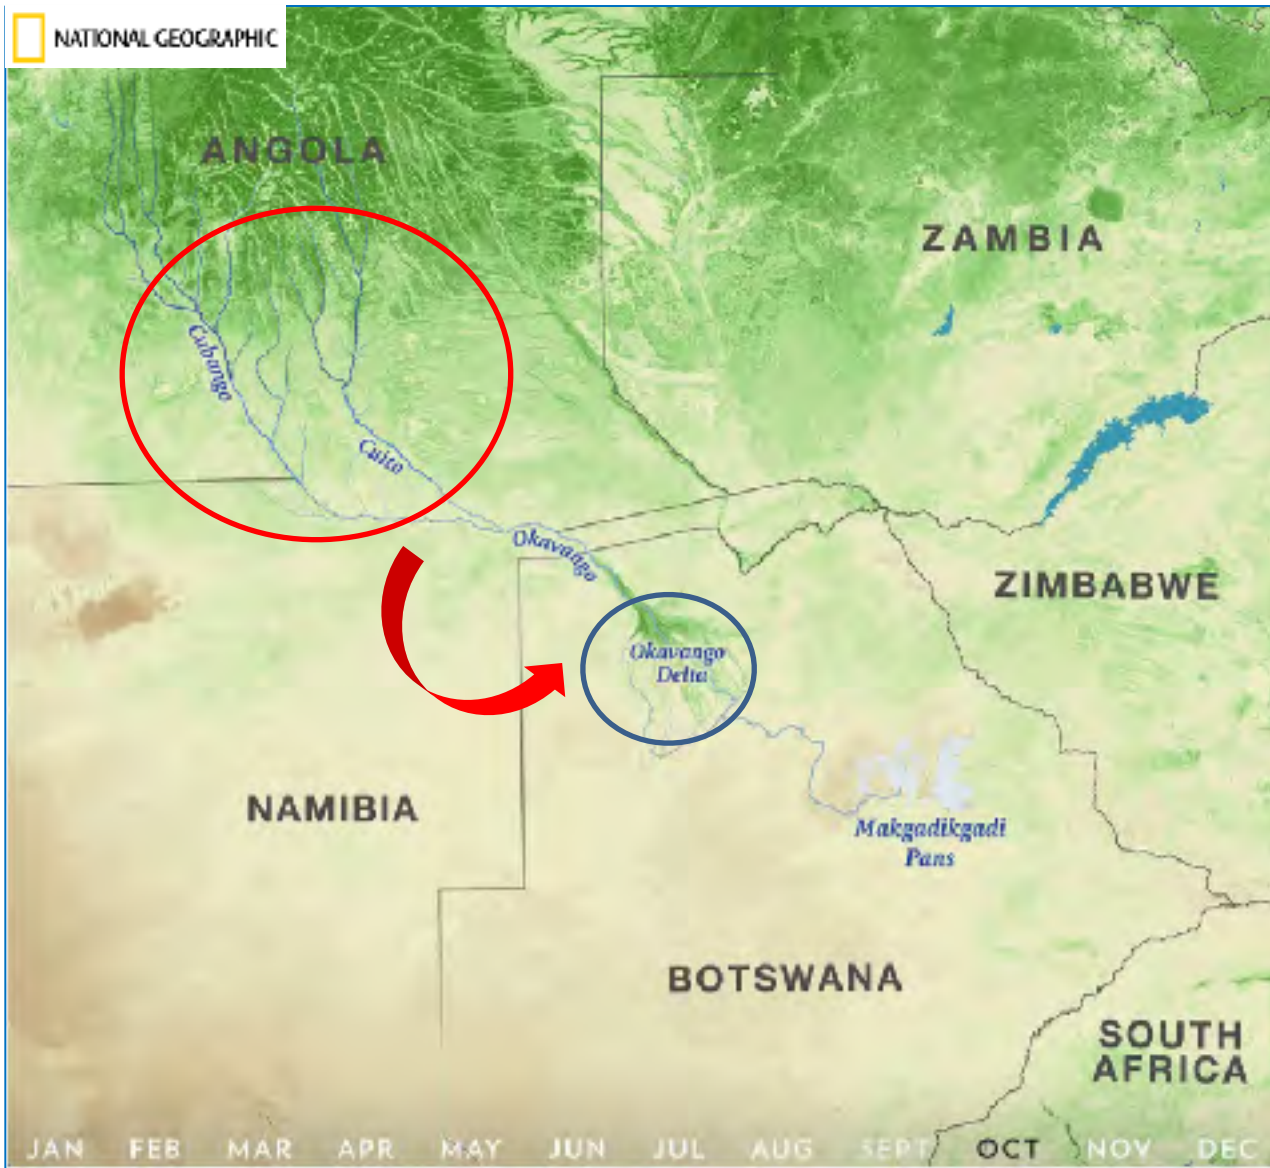 NATIONAL GEOGRAPHIC
ANGOLA
ZAMBIA
Cubango
Cuito
Okavango
ZIMBABWE
Okavango
Delta
NAMIBIA
Makgadikgadi
Pans
BOTSWANA
SOUTH
AFRICA
JAN FEB MAR APR MAY JUN JUL AUG SEPT OCT NOV DEC